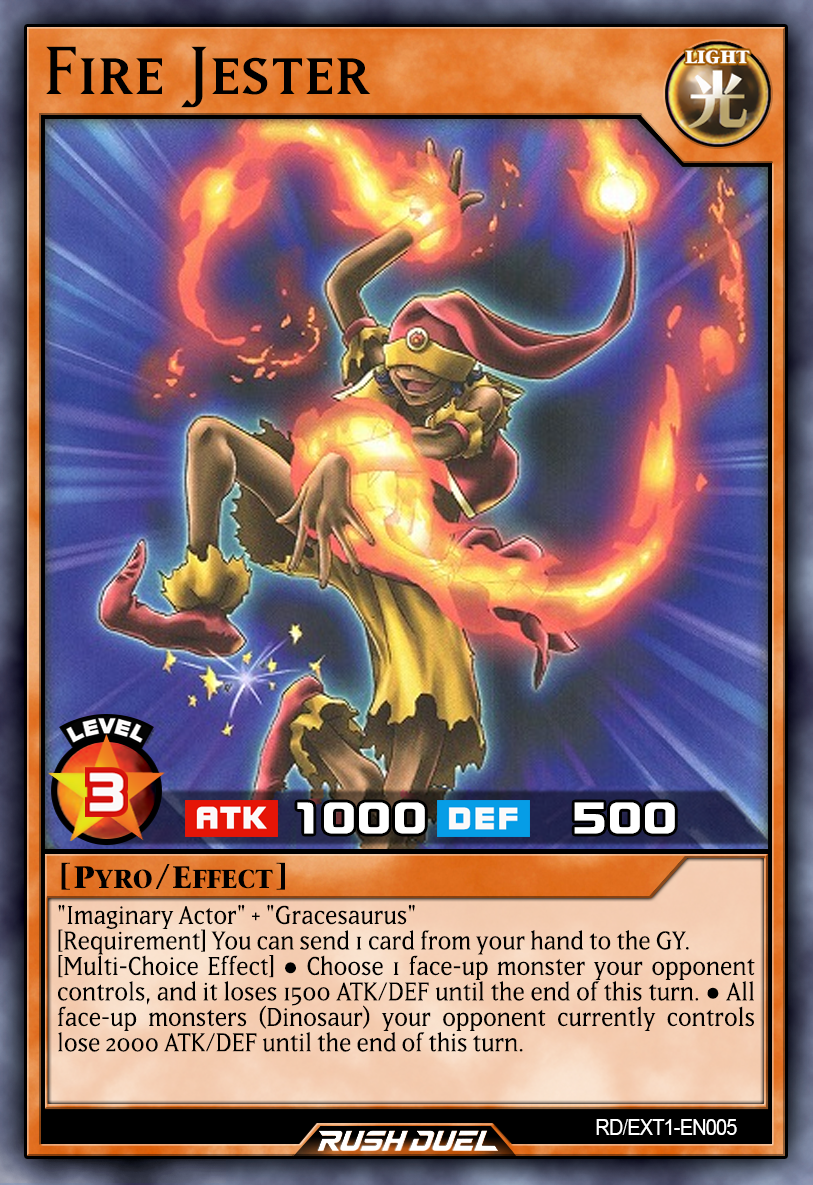 Fire Jester
LIGHT
光
LEVEL
3
ATK 1000 DEF 500
[Pyro/Effect]
"Imaginary Actor" + "Gracesaurus"
[Requirement] You can send 1 card from your hand to the GY.
[Multi-Choice Effect] ● Choose 1 face-up monster your opponent
controls, and it loses 1500 ATK/DEF until the end of this turn. ● All
face-up monsters (Dinosaur) your opponent currently controls
lose 2000 ATK/DEF until the end of this turn.
RD/EXT1-EN005
RUSH DUEL